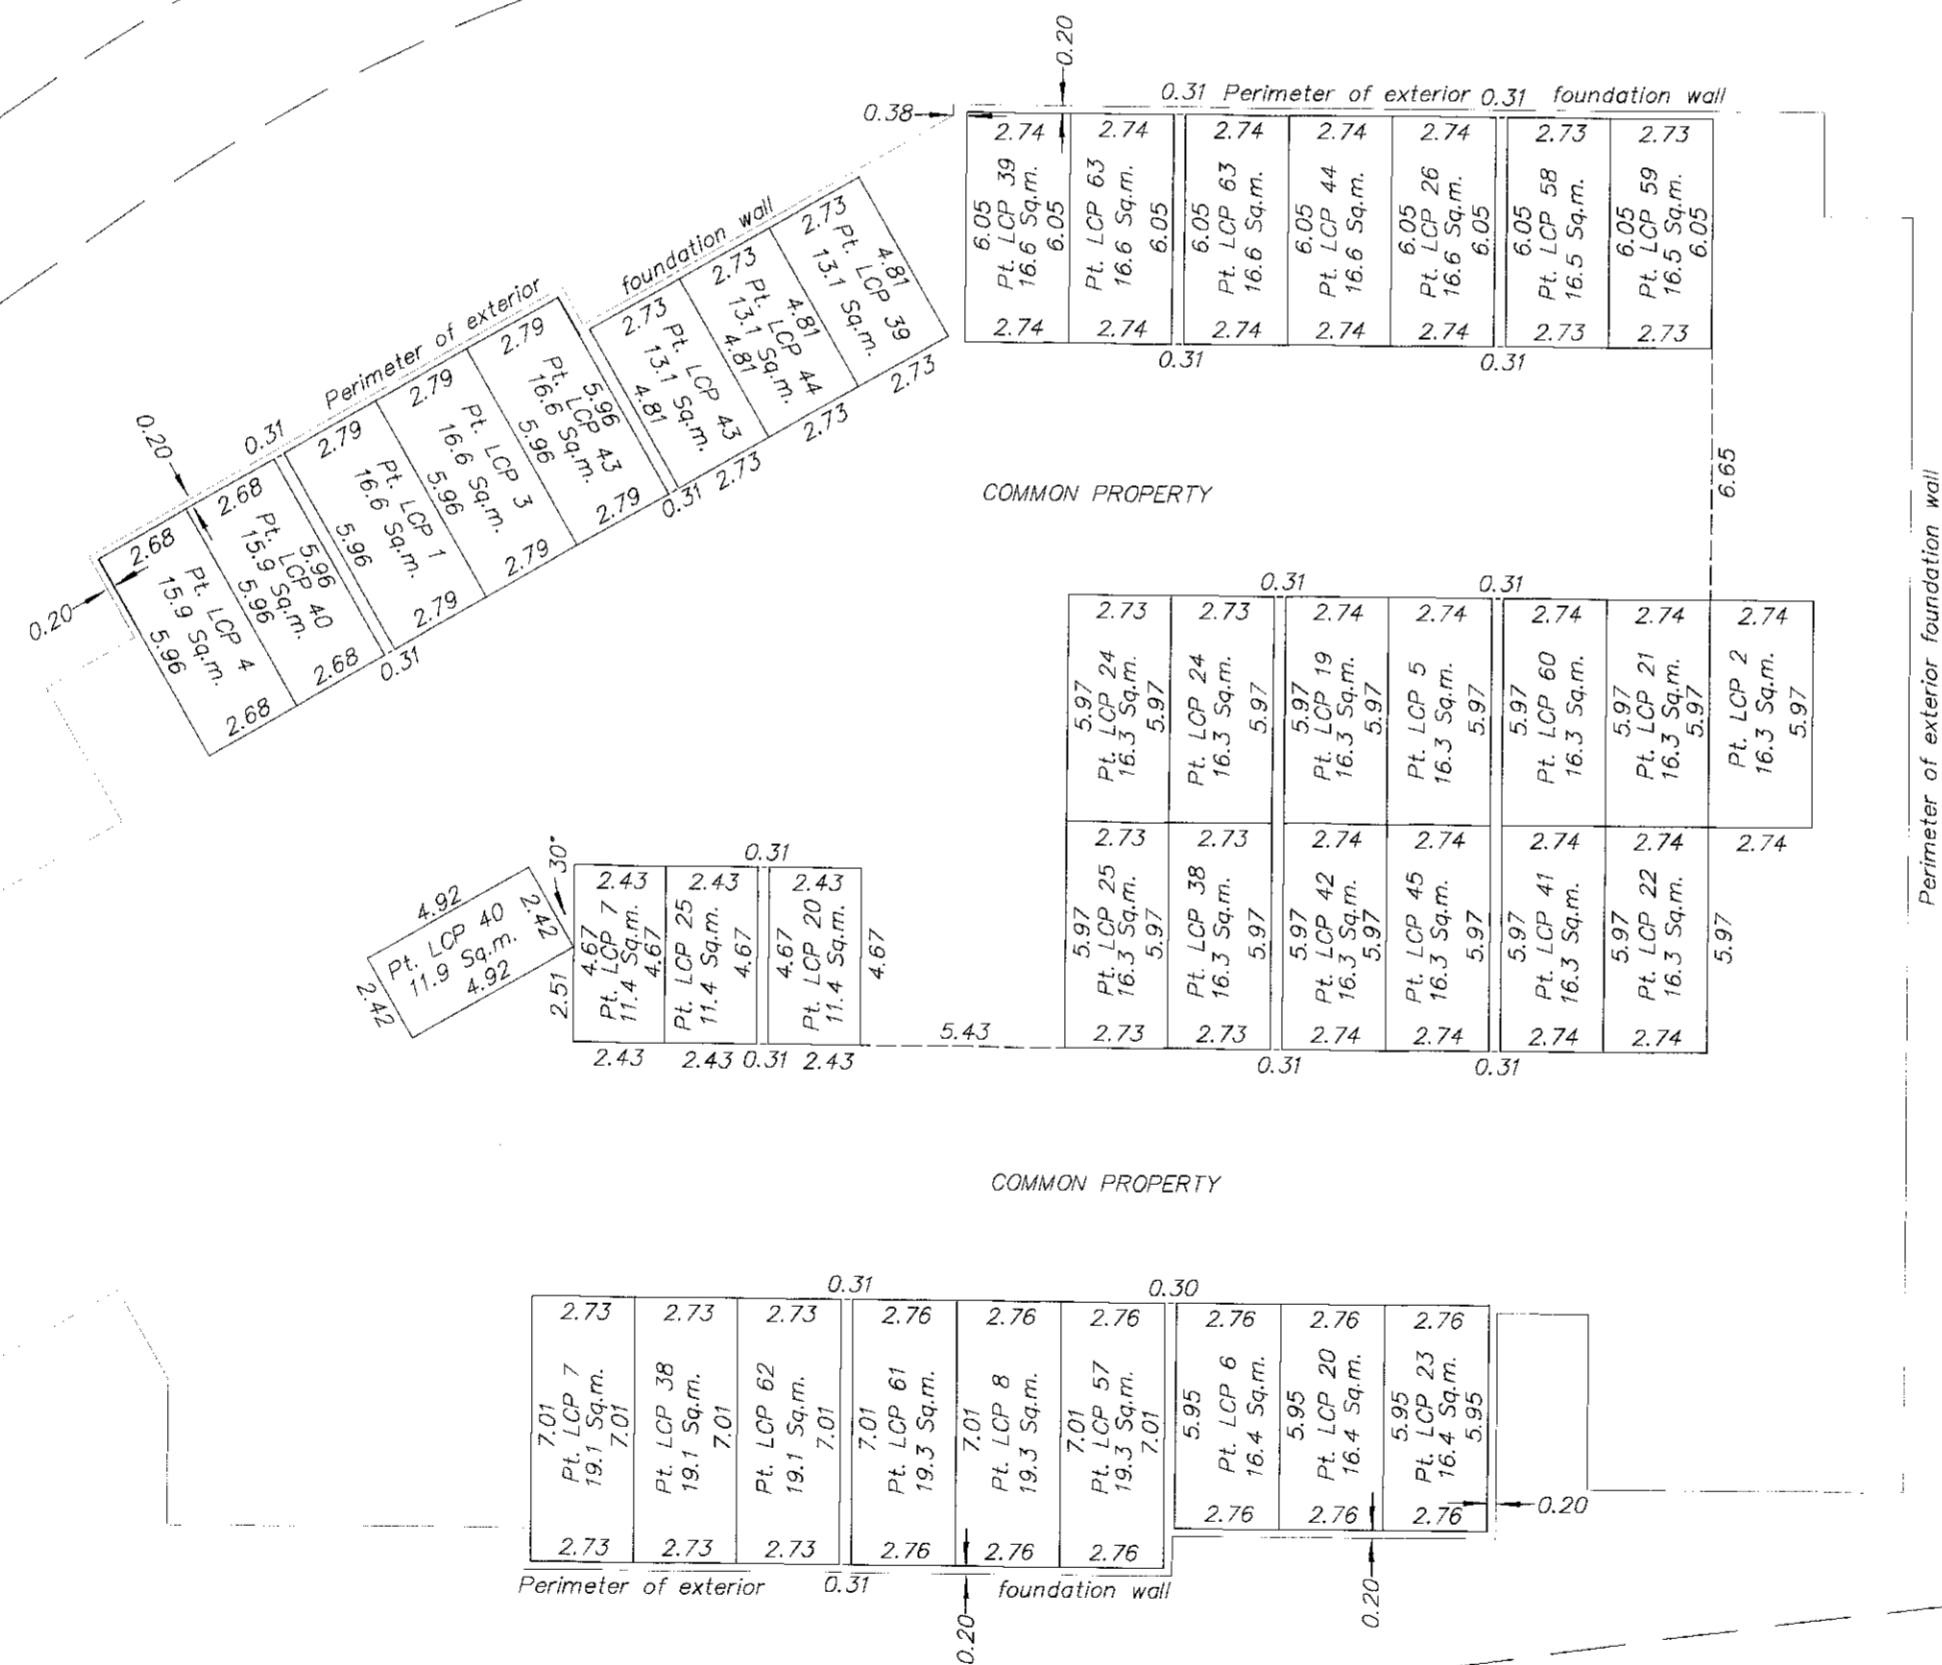 0.20
0.31 Perimeter of exterior 0.31 foundation wall
0.38
2.74 2.74 2.74 2.74 2.74 2.73 2.73
6.05 Pt. LCP 39 16.6 Sq.m. 6.05
Pt. LCP 63 16.6 Sq.m. 6.05
6.05 Pt. LCP 63 16.6 Sq.m.
6.05 Pt. LCP 44 16.6 Sq.m.
6.05 Pt. LCP 26 16.6 Sq.m. 6.05
6.05 Pt. LCP 58 16.5 Sq.m.
6.05 Pt. LCP 59 16.5 Sq.m. 6.05
2.74 2.74 2.74 2.74 2.74 2.73 2.73
0.31 0.31
Perimeter of exterior
foundation wall
0.20
0.31
0.20
2.68
Pt. LCP 4
15.9 Sq.m.
5.96
2.68
2.68
Pt. LCP 40
15.9 Sq.m.
5.96
5.96
2.68
0.31
2.79
Pt. LCP 1
16.6 Sq.m.
5.96
2.79
2.79
Pt. LCP 3
16.6 Sq.m.
5.96
2.79
2.79
Pt. LCP 43
16.6 Sq.m.
5.96
5.96
2.79
0.31
2.73
Pt. LCP 43
13.1 Sq.m.
4.81
2.73
2.73
Pt. LCP 44
13.1 Sq.m.
4.81
4.81
2.73
2.73
Pt. LCP 39
13.1 Sq.m.
4.81
2.73
COMMON PROPERTY
6.65
Perimeter of exterior foundation wall
0.31 0.31
2.73 2.73 2.74 2.74 2.74 2.74 2.74
5.97 Pt. LCP 24 16.3 Sq.m. 5.97
Pt. LCP 24 16.3 Sq.m. 5.97
5.97 Pt. LCP 19 16.3 Sq.m. 5.97
Pt. LCP 5 16.3 Sq.m. 5.97
5.97 Pt. LCP 60 16.3 Sq.m.
5.97 Pt. LCP 21 16.3 Sq.m. 5.97
Pt. LCP 2 16.3 Sq.m. 5.97
2.73 2.73 2.74 2.74 2.74 2.74 2.74
5.97 Pt. LCP 25 16.3 Sq.m. 5.97
Pt. LCP 38 16.3 Sq.m. 5.97
5.97 Pt. LCP 42 16.3 Sq.m. 5.97
Pt. LCP 45 16.3 Sq.m. 5.97
5.97 Pt. LCP 41 16.3 Sq.m.
5.97 Pt. LCP 22 16.3 Sq.m. 5.97
2.73 2.73 2.74 2.74 2.74 2.74
0.31 0.31
4.92
Pt. LCP 40
11.9 Sq.m.
4.92
2.42
2.42
30°
0.31
2.43 2.43 2.43
2.51
4.67 Pt. LCP 7 11.4 Sq.m. 4.67
Pt. LCP 25 11.4 Sq.m. 4.67
4.67 Pt. LCP 20 11.4 Sq.m. 4.67
2.43 2.43 0.31 2.43
5.43
COMMON PROPERTY
0.31 0.30
2.73 2.73 2.73 2.76 2.76 2.76 2.76 2.76 2.76
7.01 Pt. LCP 7 19.1 Sq.m. 7.01
Pt. LCP 38 19.1 Sq.m. 7.01
Pt. LCP 62 19.1 Sq.m. 7.01
7.01 Pt. LCP 61 19.3 Sq.m.
7.01 Pt. LCP 8 19.3 Sq.m.
7.01 Pt. LCP 57 19.3 Sq.m. 7.01
5.95 Pt. LCP 6 16.4 Sq.m.
5.95 Pt. LCP 20 16.4 Sq.m.
5.95 Pt. LCP 23 16.4 Sq.m. 5.95
2.76 2.76 2.76 0.20
2.73 2.73 2.73 2.76 2.76 2.76
Perimeter of exterior 0.31 foundation wall
0.20 0.20